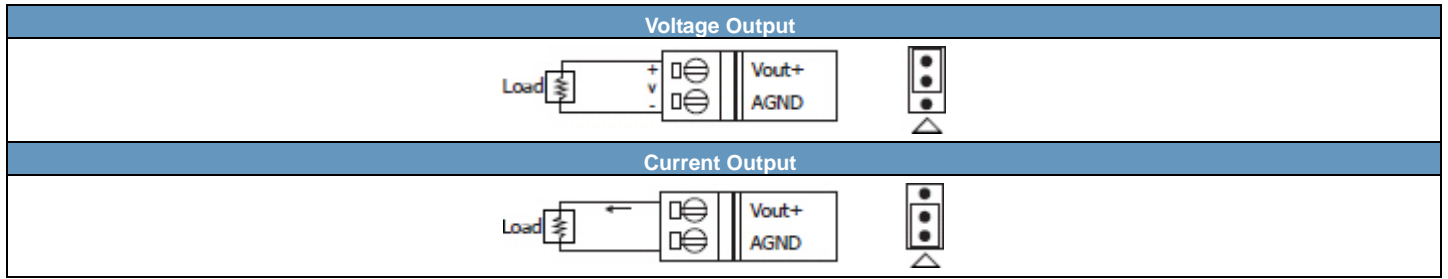 Voltage Output
Load + v - Vout+
AGND
Current Output
Load Vout+
AGND